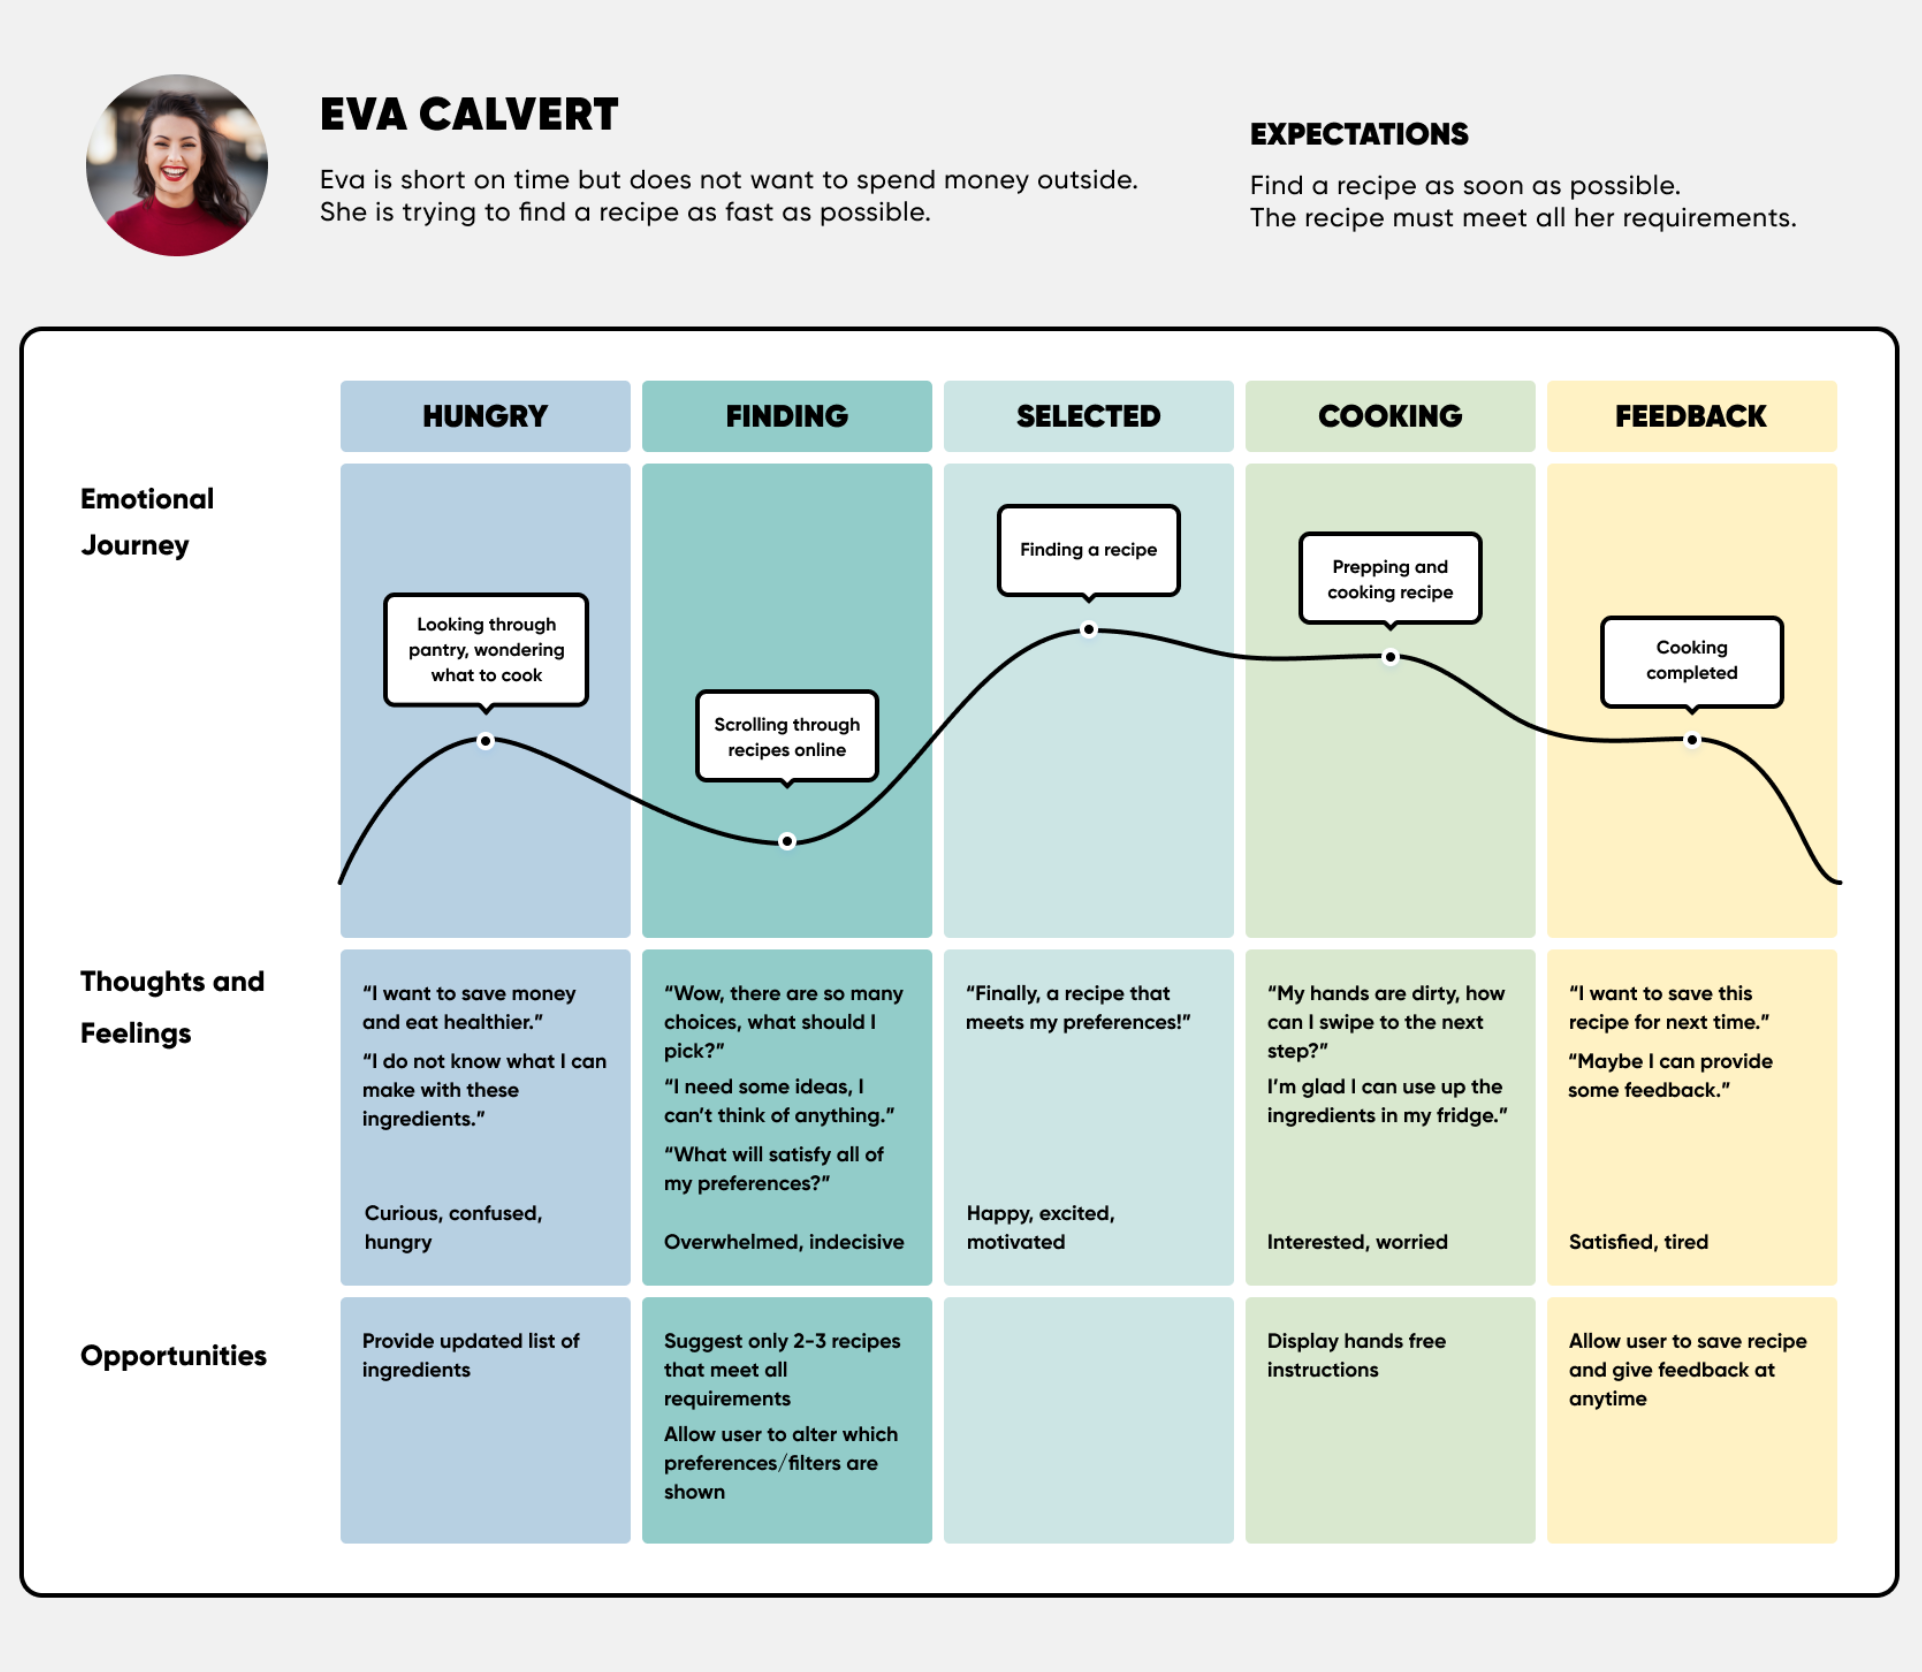 EVA CALVERT
Eva is short on time but does not want to spend money outside.
She is trying to find a recipe as fast as possible.
EXPECTATIONS
Find a recipe as soon as possible.
The recipe must meet all her requirements.
HUNGRY
FINDING
SELECTED
COOKING
FEEDBACK
Emotional
Journey
Looking through
pantry, wondering
what to cook
Scrolling through
recipes online
Finding a recipe
Prepping and
cooking recipe
Cooking
completed
Thoughts and
Feelings
“I want to save money
and eat healthier.”
“I do not know what I can
make with these
ingredients.”
Curious, confused,
hungry
“Wow, there are so many
choices, what should I
pick?”
“I need some ideas, I
can’t think of anything.”
“What will satisfy all of
my preferences?”
Overwhelmed, indecisive
“Finally, a recipe that
meets my preferences!”
Happy, excited,
motivated
“My hands are dirty, how
can I swipe to the next
step?”
I’m glad I can use up the
ingredients in my fridge.”
Interested, worried
“I want to save this
recipe for next time.”
“Maybe I can provide
some feedback.”
Satisfied, tired
Opportunities
Provide updated list of
ingredients
Suggest only 2-3 recipes
that meet all
requirements
Allow user to alter which
preferences/filters are
shown
Display hands free
instructions
Allow user to save recipe
and give feedback at
anytime